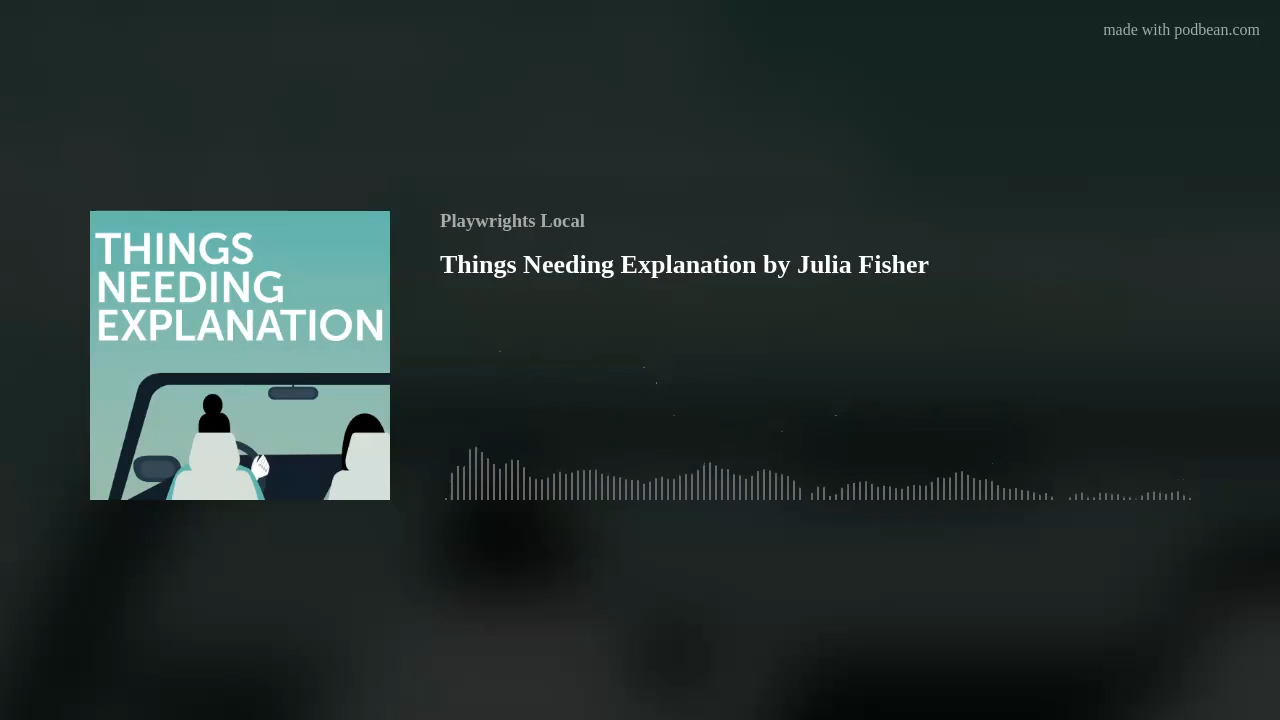 made with podbean.com
THINGS
NEEDING
EXPLANATION
Playwrights Local
Things Needing Explanation by Julia Fisher